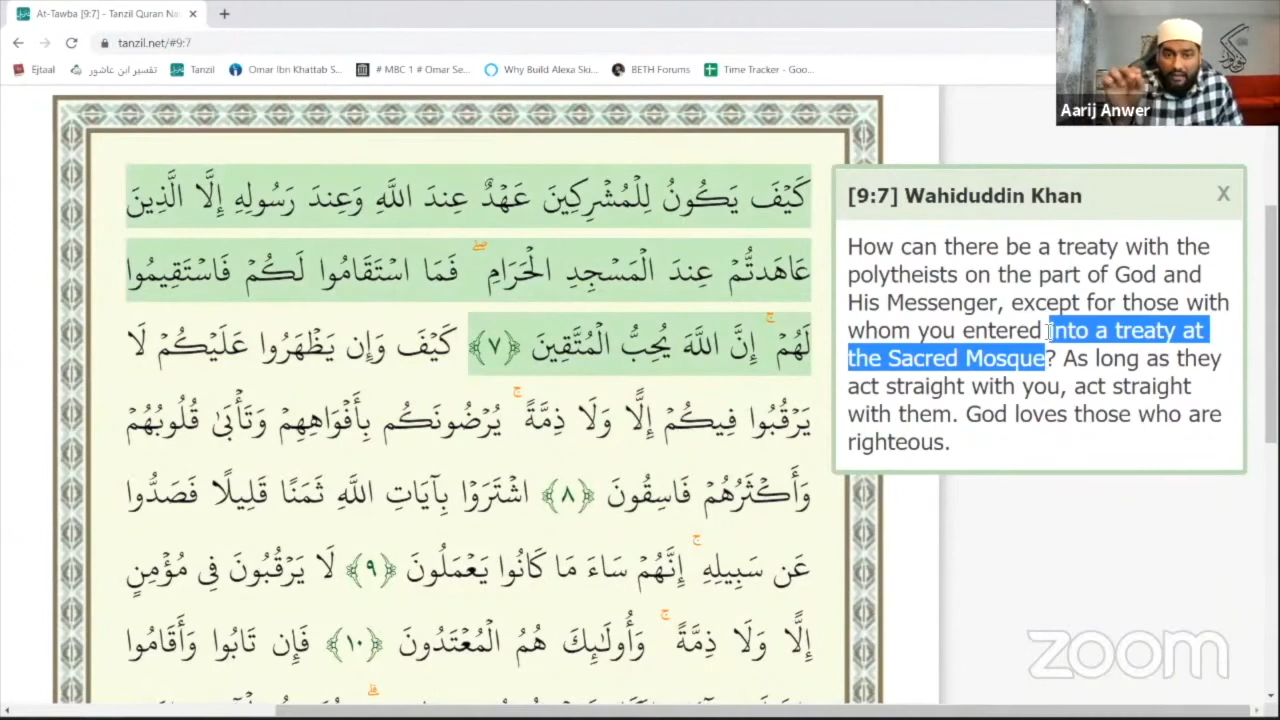 At-Tawba [9:7] - Tanzil Quran Na
tanzil.net/#9:7
Ejtaal
تفسير ابن عاشور
Tanzil
Omar Ibn Khattab S...
# MBC 1 # Omar Se...
Why Build Alexa Ski...
BETH Forums
Time Tracker - Goo...
Aarij Anwer
كَيْفَ يَكُونُ لِلْمُشْرِكِينَ عَهْدٌ عِندَ اللَّهِ وَعِندَ رَسُولِهِ إِلَّا الَّذِينَ
عَاهَدتُّمْ عِندَ الْمَسْجِدِ الْحَرَامِ ۖ فَمَا اسْتَقَامُوا لَكُمْ فَاسْتَقِيمُوا
لَهُمْ ۚ إِنَّ اللَّهَ يُحِبُّ الْمُتَّقِينَ ﴿٧﴾ كَيْفَ وَإِن يَظْهَرُوا عَلَيْكُمْ لَا
يَرْقُبُوا فِيكُمْ إِلًّا وَلَا ذِمَّةً ۚ يُرْضُونَكُم بِأَفْوَاهِهِمْ وَتَأْبَىٰ قُلُوبُهُمْ
وَأَكْثَرُهُمْ فَاسِقُونَ ﴿٨﴾ اشْتَرَوْا بِآيَاتِ اللَّهِ ثَمَنًا قَلِيلًا فَصَدُّوا
عَن سَبِيلِهِ ۚ إِنَّهُمْ سَاءَ مَا كَانُوا يَعْمَلُونَ ﴿٩﴾ لَا يَرْقُبُونَ فِي مُؤْمِنٍ
إِلًّا وَلَا ذِمَّةً ۚ وَأُولَٰئِكَ هُمُ الْمُعْتَدُونَ ﴿١٠﴾ فَإِن تَابُوا وَأَقَامُوا
[9:7] Wahiduddin Khan
X
How can there be a treaty with the
polytheists on the part of God and
His Messenger, except for those with
whom you entered into a treaty at
the Sacred Mosque? As long as they
act straight with you, act straight
with them. God loves those who are
righteous.
zoom